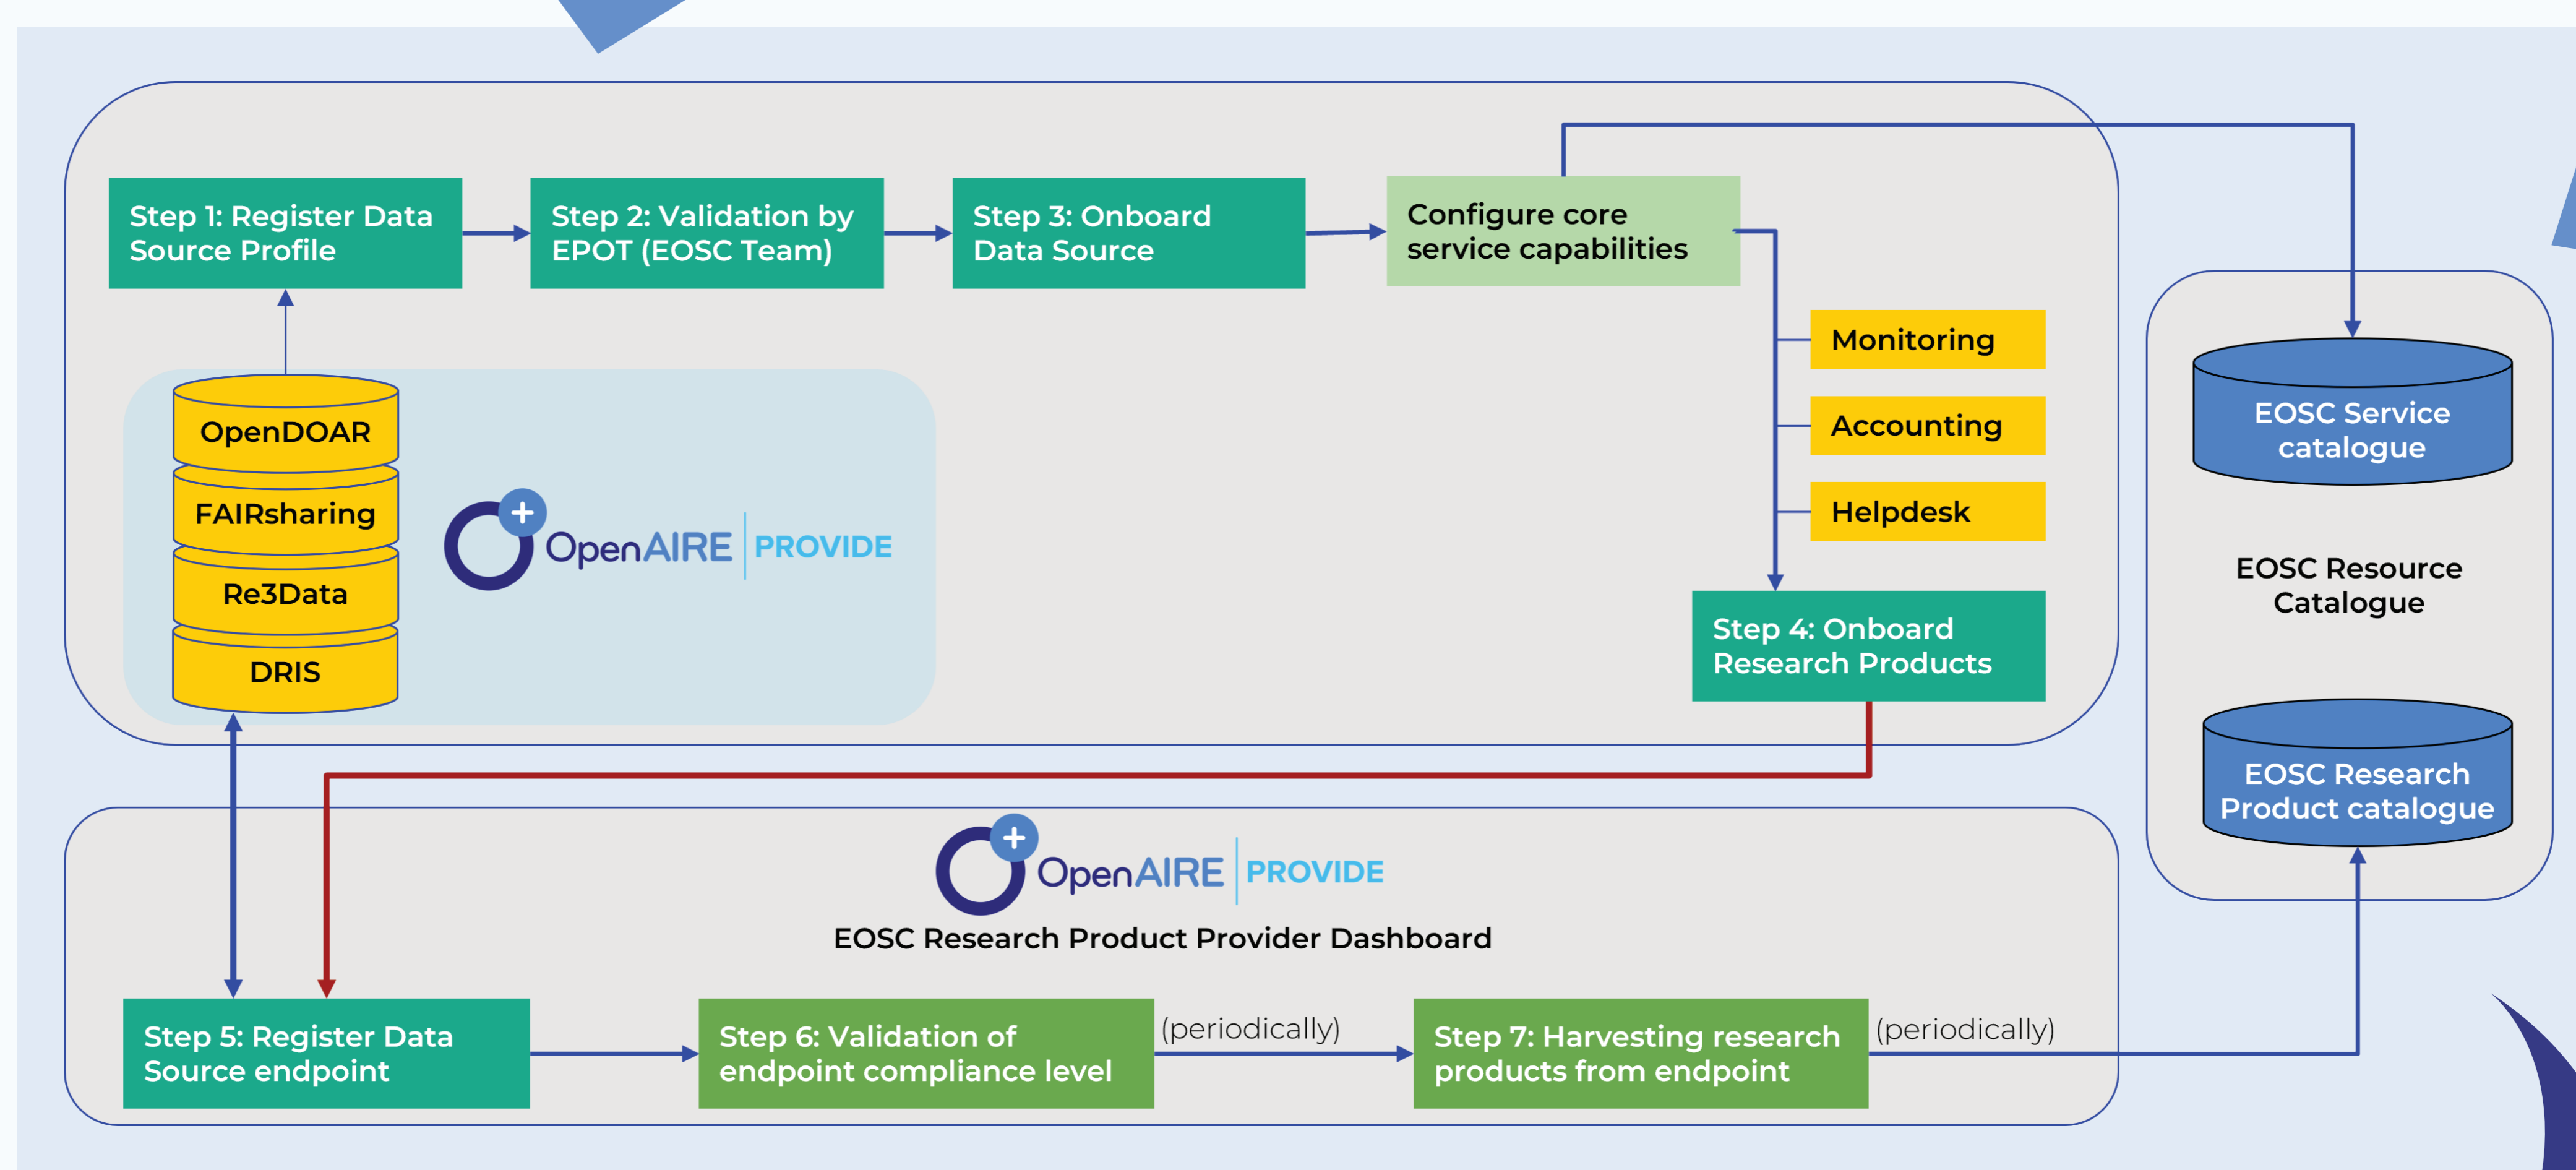 Step 1: Register Data
Source Profile
Step 2: Validation by
EPOT (EOSC Team)
Step 3: Onboard
Data Source
Configure core
service capabilities
Monitoring
Accounting
Helpdesk
Step 4: Onboard
Research Products
OpenDOAR
FAIRsharing
Re3Data
DRIS
OpenAIRE PROVIDE
EOSC Service
catalogue
EOSC Resource
Catalogue
EOSC Research
Product catalogue
OpenAIRE PROVIDE
EOSC Research Product Provider Dashboard
Step 5: Register Data
Source endpoint
Step 6: Validation of
endpoint compliance level
(periodically)
Step 7: Harvesting research
products from endpoint
(periodically)